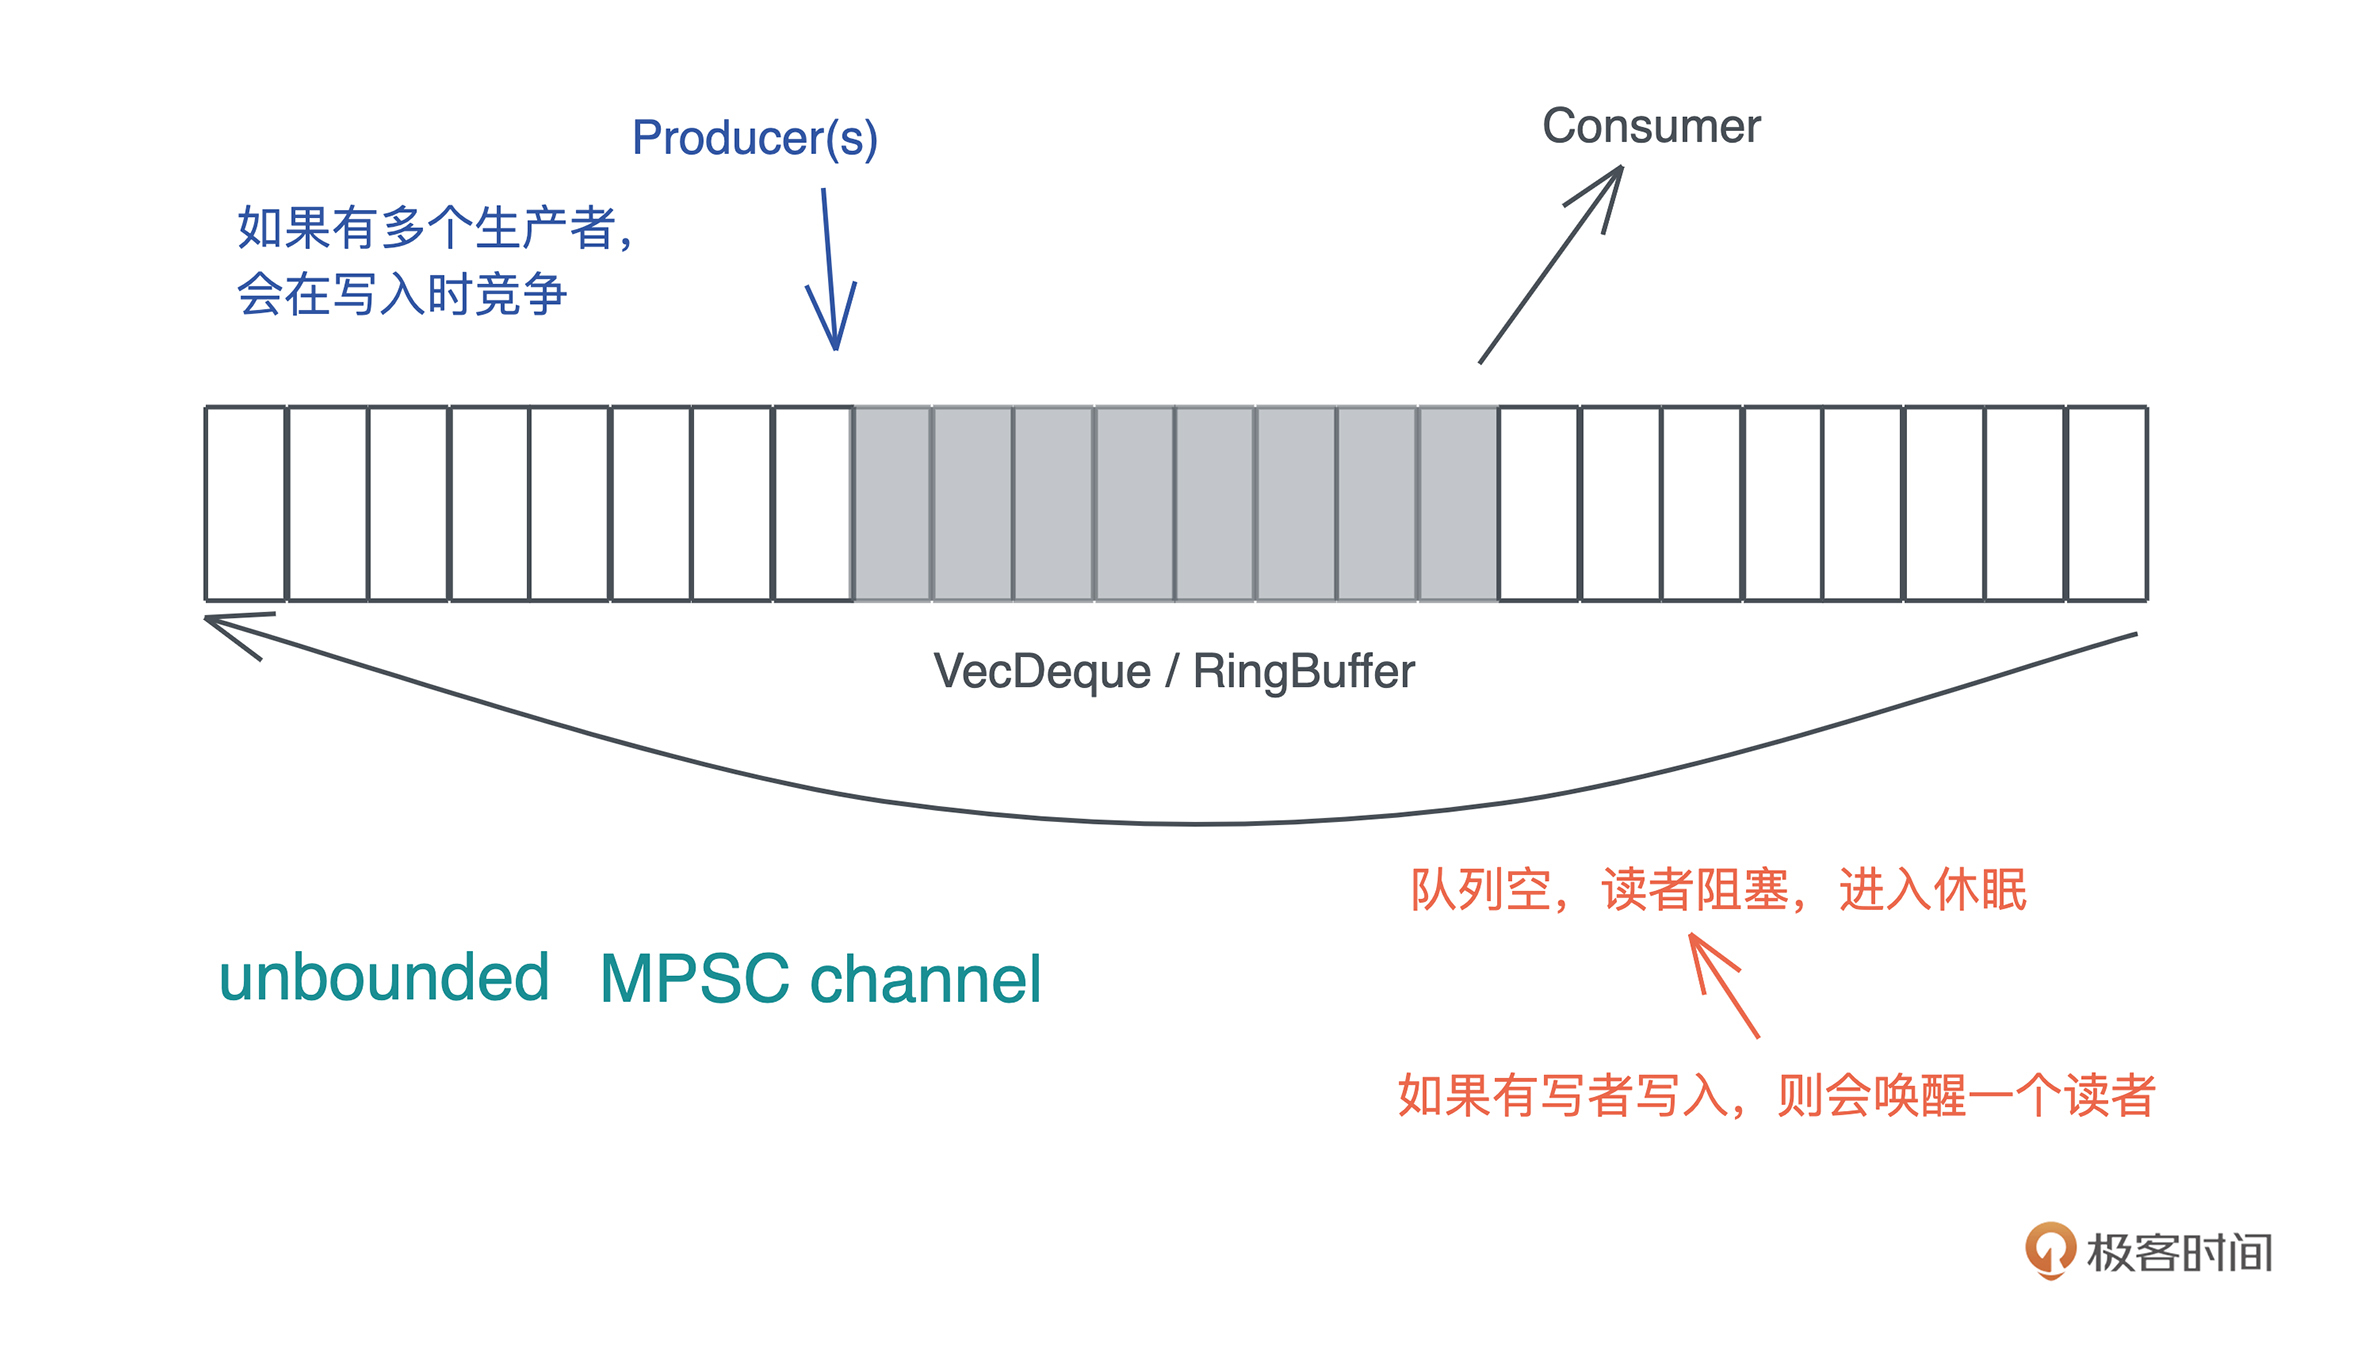 Producer(s)
Consumer
如果有多个生产者，
会在写入时竞争
VecDeque / RingBuffer
队列空，读者阻塞，进入休眠
unbounded MPSC channel
如果有写者写入，则会唤醒一个读者
极客时间